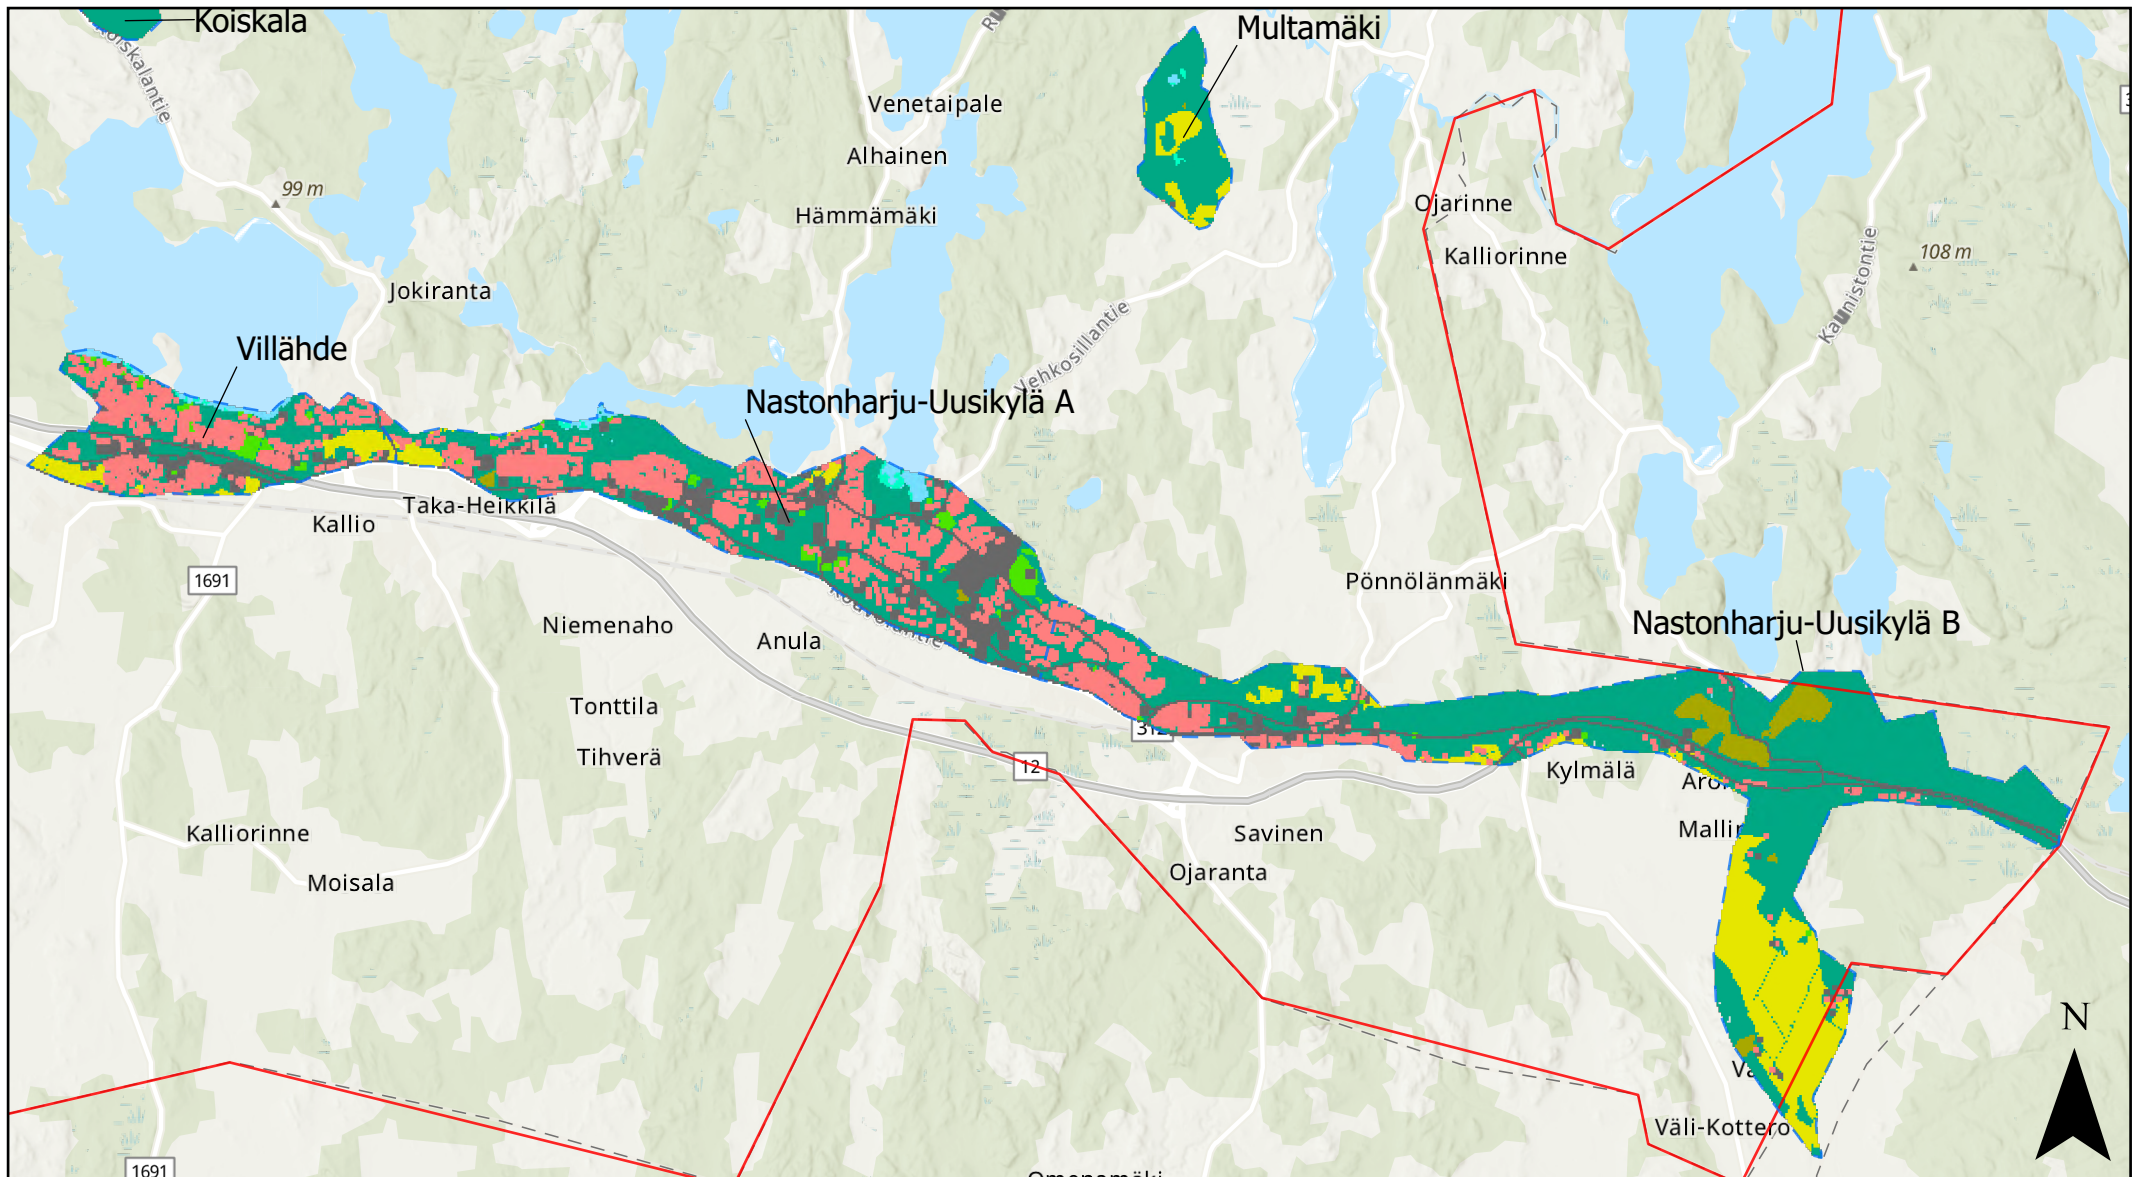 Koiskala
Multamäki
Venetaipale
Alhainen
99 m
Ojarinne
Hämmämäki
Kalliorinne
108 m
Jokiranta
Kaunistontie
Vehkosillantie
Villähde
Nastonharju-Uusikylä A
Taka-Heikkilä
Kallio
1691
Pönnölänmäki
Niemenaho
Anula
Nastonharju-Uusikylä B
Tonttila
312
Tihverä
12
Kylmälä
Kalliorinne
Savinen
Ojaranta
Moisala
N
Väli-Kottero
1691